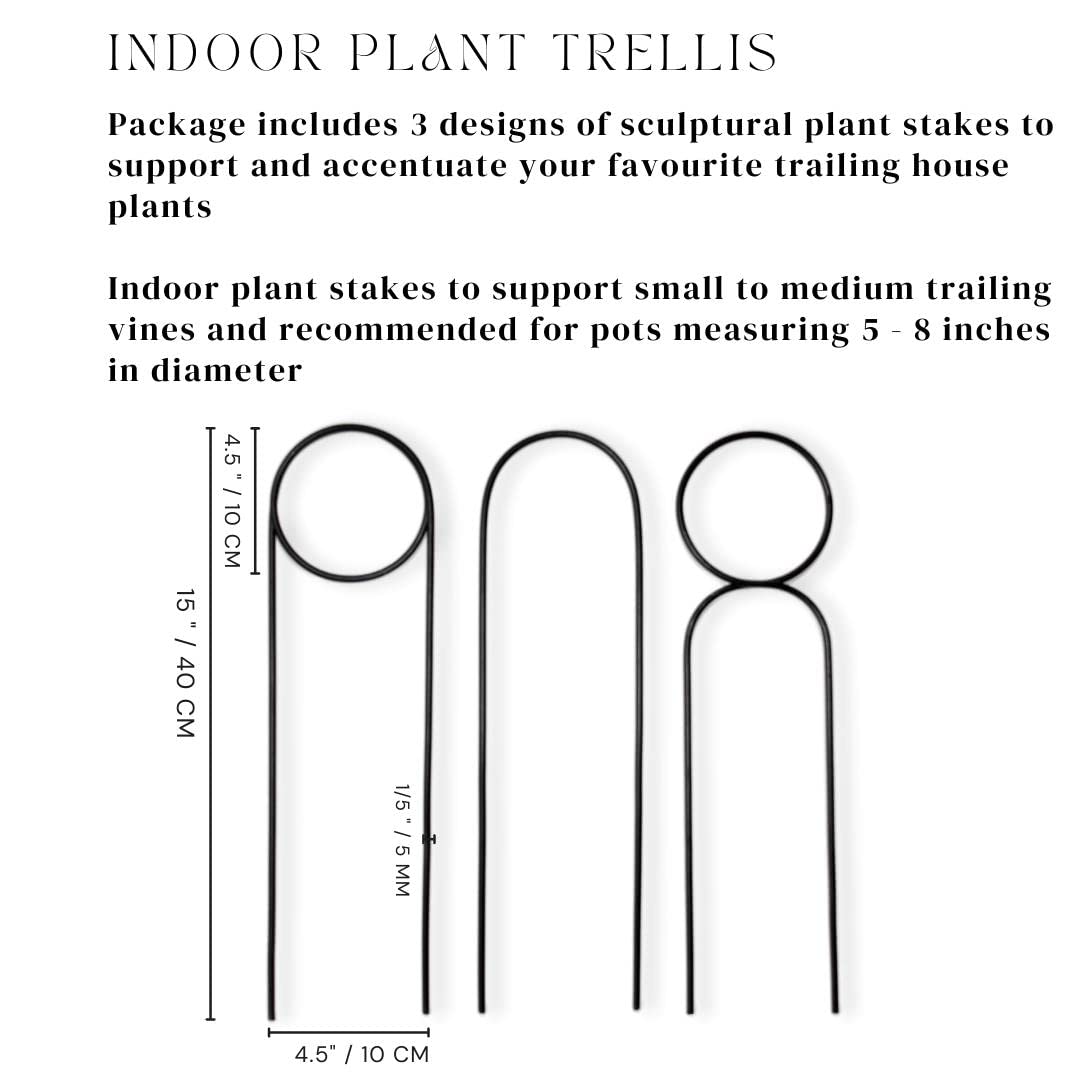 INDOOR PLANT TRELLIS
Package includes 3 designs of sculptural plant stakes to
support and accentuate your favourite trailing house
plants
Indoor plant stakes to support small to medium trailing
vines and recommended for pots measuring 5 - 8 inches
in diameter
4.5 " / 10 CM
15 " / 40 CM
1/5 " / 5 MM
4.5" / 10 CM